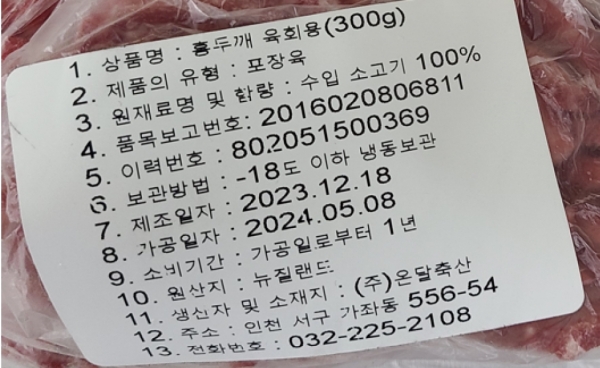 1. 상품명 : 홍두깨 육회용(300g)
2. 제품의 유형 : 포장육
3. 원재료명 및 함량 : 수입 소고기 100%
4. 품목보고번호: 2016020806811
5. 이력번호 : 802051500369
6. 보관방법 : -18도 이하 냉동보관
7. 제조일자 : 2023.12.18
8. 가공일자 : 2024.05.08
9. 소비기간 : 가공일로부터 1년
10. 원산지 : 뉴질랜드
11. 생산자 및 소재지 : (주)온달축산
12. 주소 : 인천 서구 가좌동 556-54
13. 전화번호 : 032-225-2108